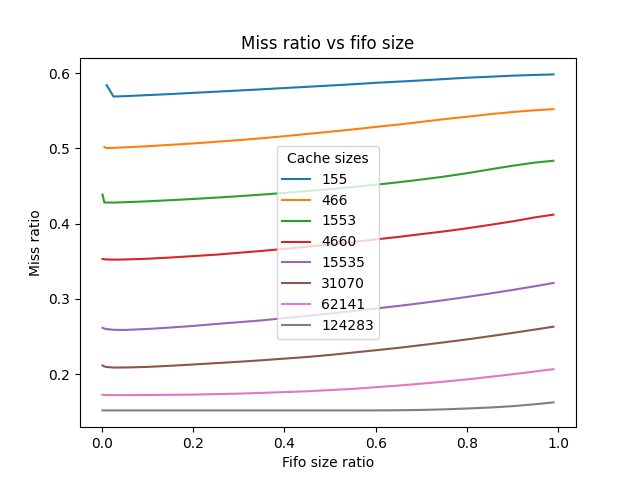 Miss ratio vs fifo size
0.6
0.5
0.4
0.3
0.2
Miss ratio
Cache sizes
155
466
1553
4660
15535
31070
62141
124283
0.0 0.2 0.4 0.6 0.8 1.0
Fifo size ratio